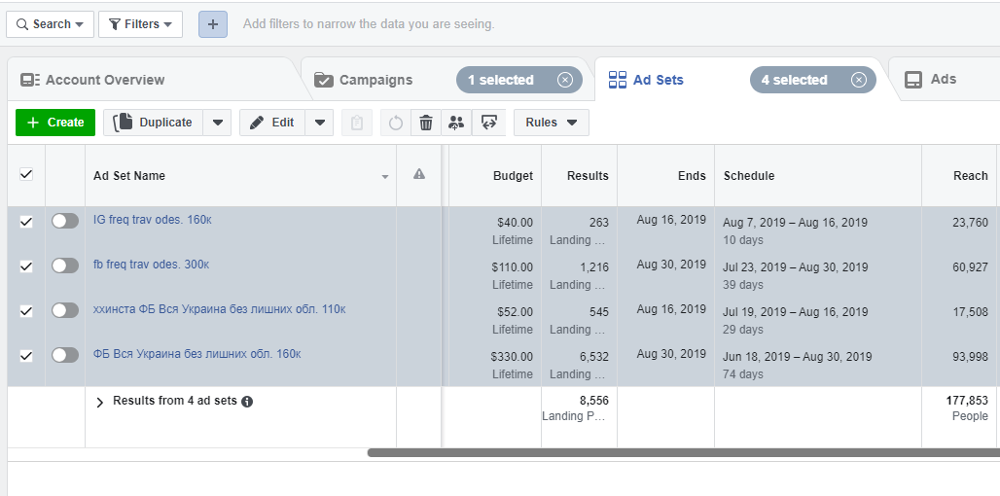 Search Filters + Add filters to narrow the data you are seeing.
Account Overview Campaigns 1 selected Ad Sets 4 selected Ads
+ Create Duplicate Edit Rules
Ad Set Name Budget Results Ends Schedule Reach
IG freq trav odes. 160к $40.00 263 Aug 16, 2019 Aug 7, 2019 – Aug 16, 2019 23,760
Lifetime Landing ... 10 days
fb freq trav odes. 300к $110.00 1,216 Aug 30, 2019 Jul 23, 2019 – Aug 30, 2019 60,927
Lifetime Landing ... 39 days
ххинста ФБ Вся Украина без лишних обл. 110к $52.00 545 Aug 16, 2019 Jul 19, 2019 – Aug 16, 2019 17,508
Lifetime Landing ... 29 days
ФБ Вся Украина без лишних обл. 160к $330.00 6,532 Aug 30, 2019 Jun 18, 2019 – Aug 30, 2019 93,998
Lifetime Landing ... 74 days
Results from 4 ad sets 8,556 177,853
Landing P... People